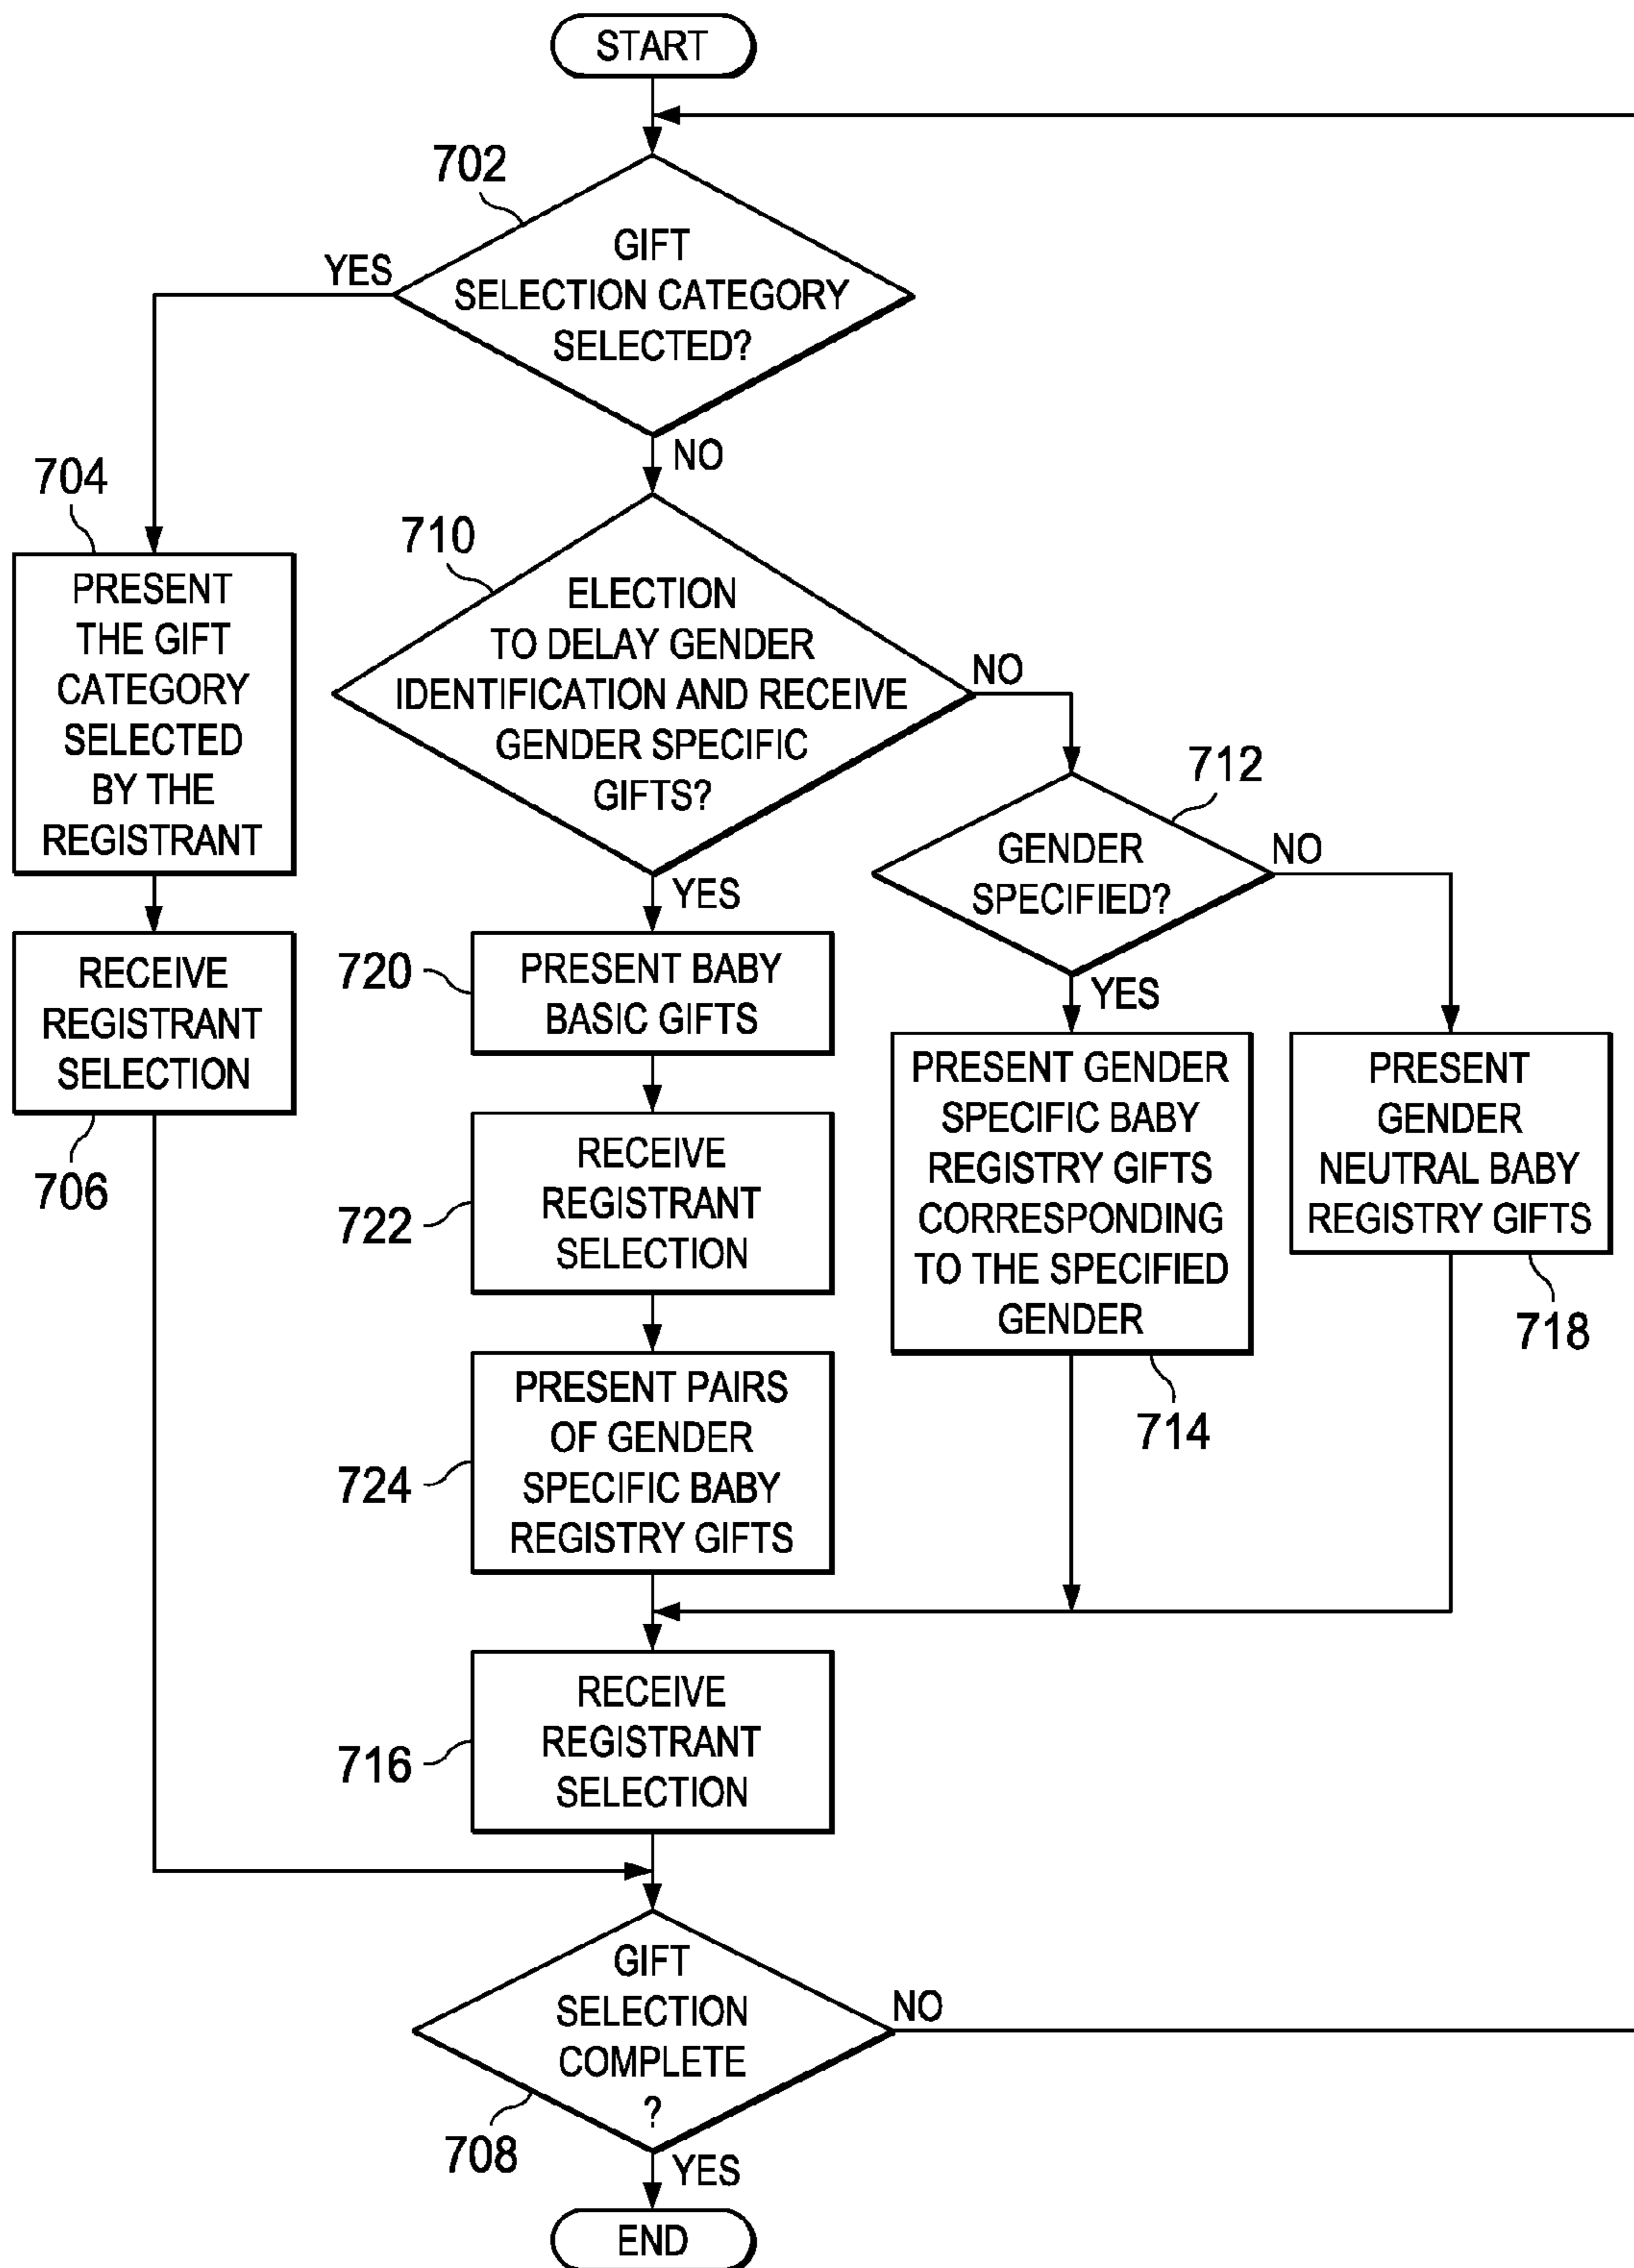 START
702
GIFT
SELECTION CATEGORY
SELECTED?
YES
NO
704
PRESENT
THE GIFT
CATEGORY
SELECTED
BY THE
REGISTRANT
710
ELECTION
TO DELAY GENDER
IDENTIFICATION AND RECEIVE
GENDER SPECIFIC
GIFTS?
NO
YES
712
GENDER
SPECIFIED?
NO
YES
RECEIVE
REGISTRANT
SELECTION
706
720
PRESENT BABY
BASIC GIFTS
722
RECEIVE
REGISTRANT
SELECTION
PRESENT GENDER
SPECIFIC BABY
REGISTRY GIFTS
CORRESPONDING
TO THE SPECIFIED
GENDER
714
PRESENT
GENDER
NEUTRAL BABY
REGISTRY GIFTS
718
724
PRESENT PAIRS
OF GENDER
SPECIFIC BABY
REGISTRY GIFTS
716
RECEIVE
REGISTRANT
SELECTION
GIFT
SELECTION
COMPLETE
?
NO
708
YES
END